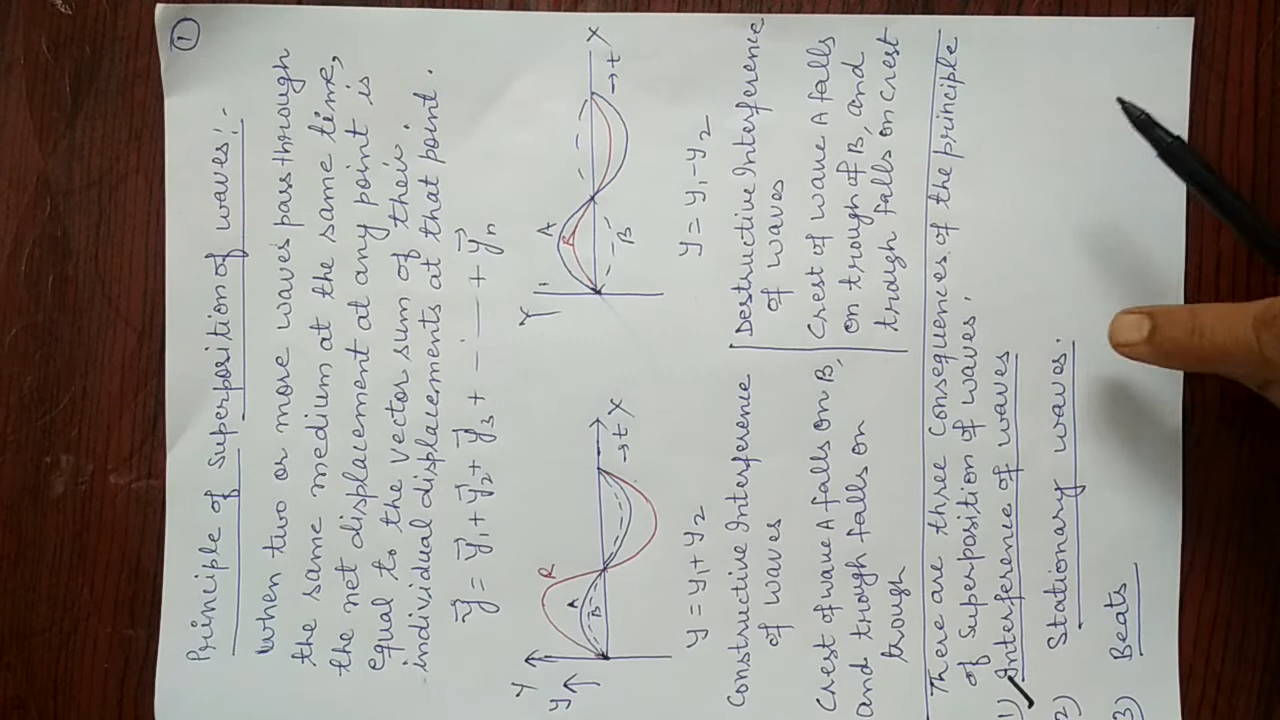 ①
Principle of Superposition of waves:-
When two or more waves pass through
the same medium at the same time,
the net displacement at any point is
equal to the vector sum of their
individual displacements at that point.
y⃗ = y⃗₁ + y⃗₂ + y⃗₃ + ------ + y⃗ₙ
Y
y
R
A
B
X
→t
y = y₁ + y₂
Constructive Interference
of waves
Crest of wave A falls on B,
and trough falls on
trough
Y
A
R
B
X
→t
y = y₁ - y₂
Destructive Interference
of waves
Crest of wave A falls
on trough of B, and
trough falls on crest
There are three Consequences of the principle
of Superposition of waves.
1) Interference of waves
2) Stationary waves.
3) Beats